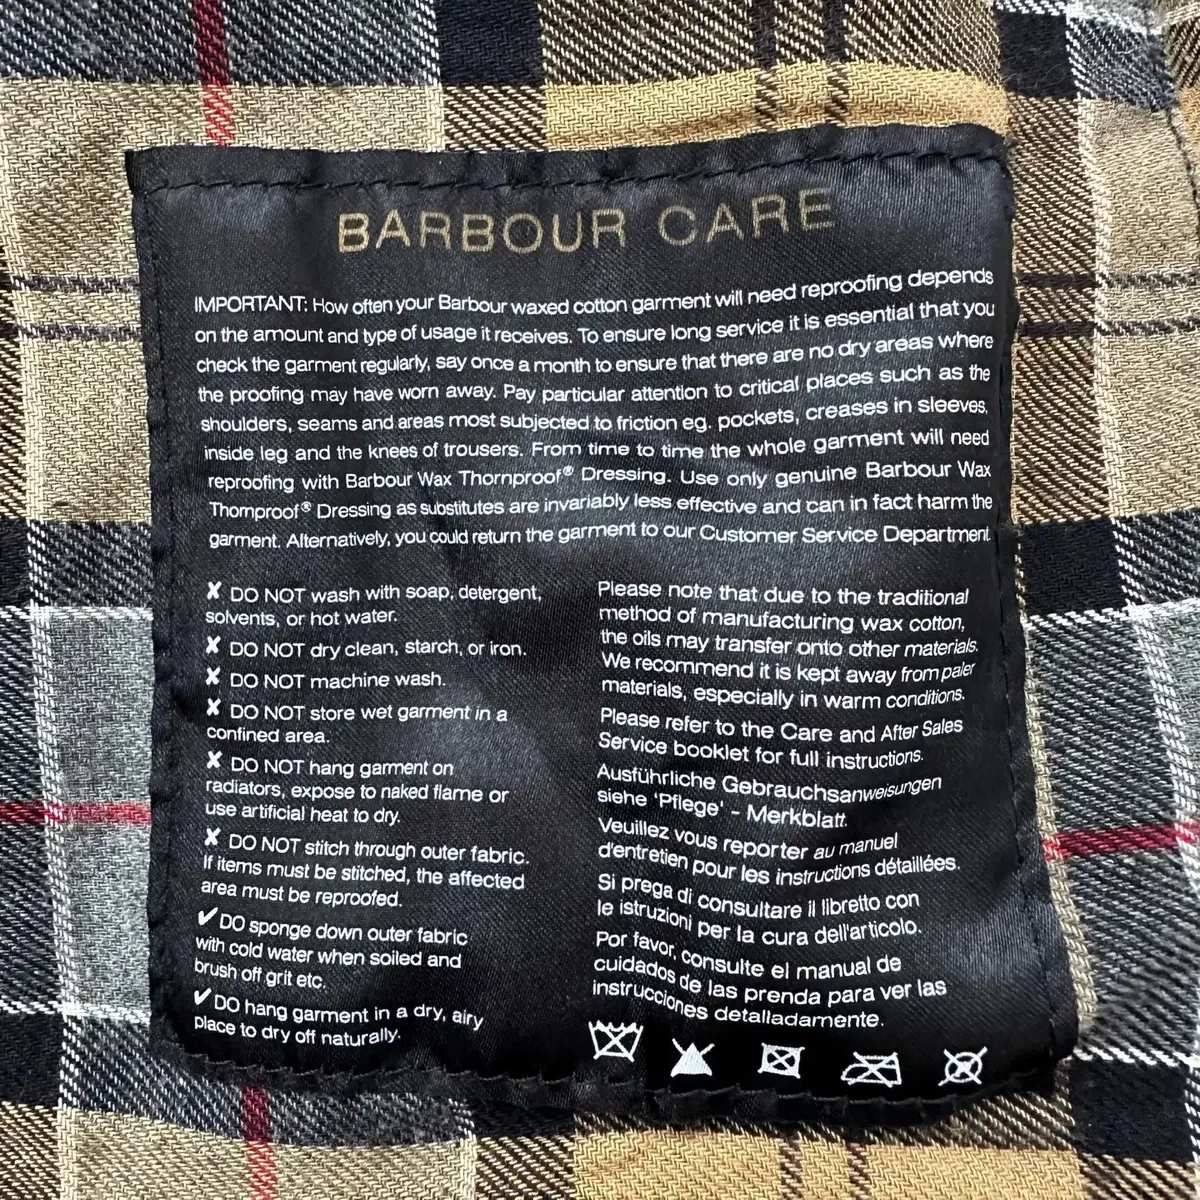 BARBOUR CARE
IMPORTANT: How often your Barbour waxed cotton garment will need reproofing depends
on the amount and type of usage it receives. To ensure long service it is essential that you
check the garment regularly, say once a month to ensure that there are no dry areas where
the proofing may have worn away. Pay particular attention to critical places such as the
shoulders, seams and areas most subjected to friction eg. pockets, creases in sleeves,
inside leg and the knees of trousers. From time to time the whole garment will need
reproofing with Barbour Wax Thornproof® Dressing. Use only genuine Barbour Wax
Thornproof® Dressing as substitutes are invariably less effective and can in fact harm the
garment. Alternatively, you could return the garment to our Customer Service Department.
✘ DO NOT wash with soap, detergent,
solvents, or hot water.
✘ DO NOT dry clean, starch, or iron.
✘ DO NOT machine wash.
✘ DO NOT store wet garment in a
confined area.
✘ DO NOT hang garment on
radiators, expose to naked flame or
use artificial heat to dry.
✘ DO NOT stitch through outer fabric.
If items must be stitched, the affected
area must be reproofed.
✔ DO sponge down outer fabric
with cold water when soiled and
brush off grit etc.
✔ DO hang garment in a dry, airy
place to dry off naturally.
Please note that due to the traditional
method of manufacturing wax cotton,
the oils may transfer onto other materials.
We recommend it is kept away from paler
materials, especially in warm conditions.
Please refer to the Care and After Sales
Service booklet for full instructions.
Ausführliche Gebrauchsanweisungen
siehe 'Pflege' - Merkblatt.
Veuillez vous reporter au manuel
d'entretien pour les instructions détaillées.
Si prega di consultare il libretto con
le istruzioni per la cura dell'articolo.
Por favor, consulte el manual de
cuidados de las prenda para ver las
instrucciones detalladamente.